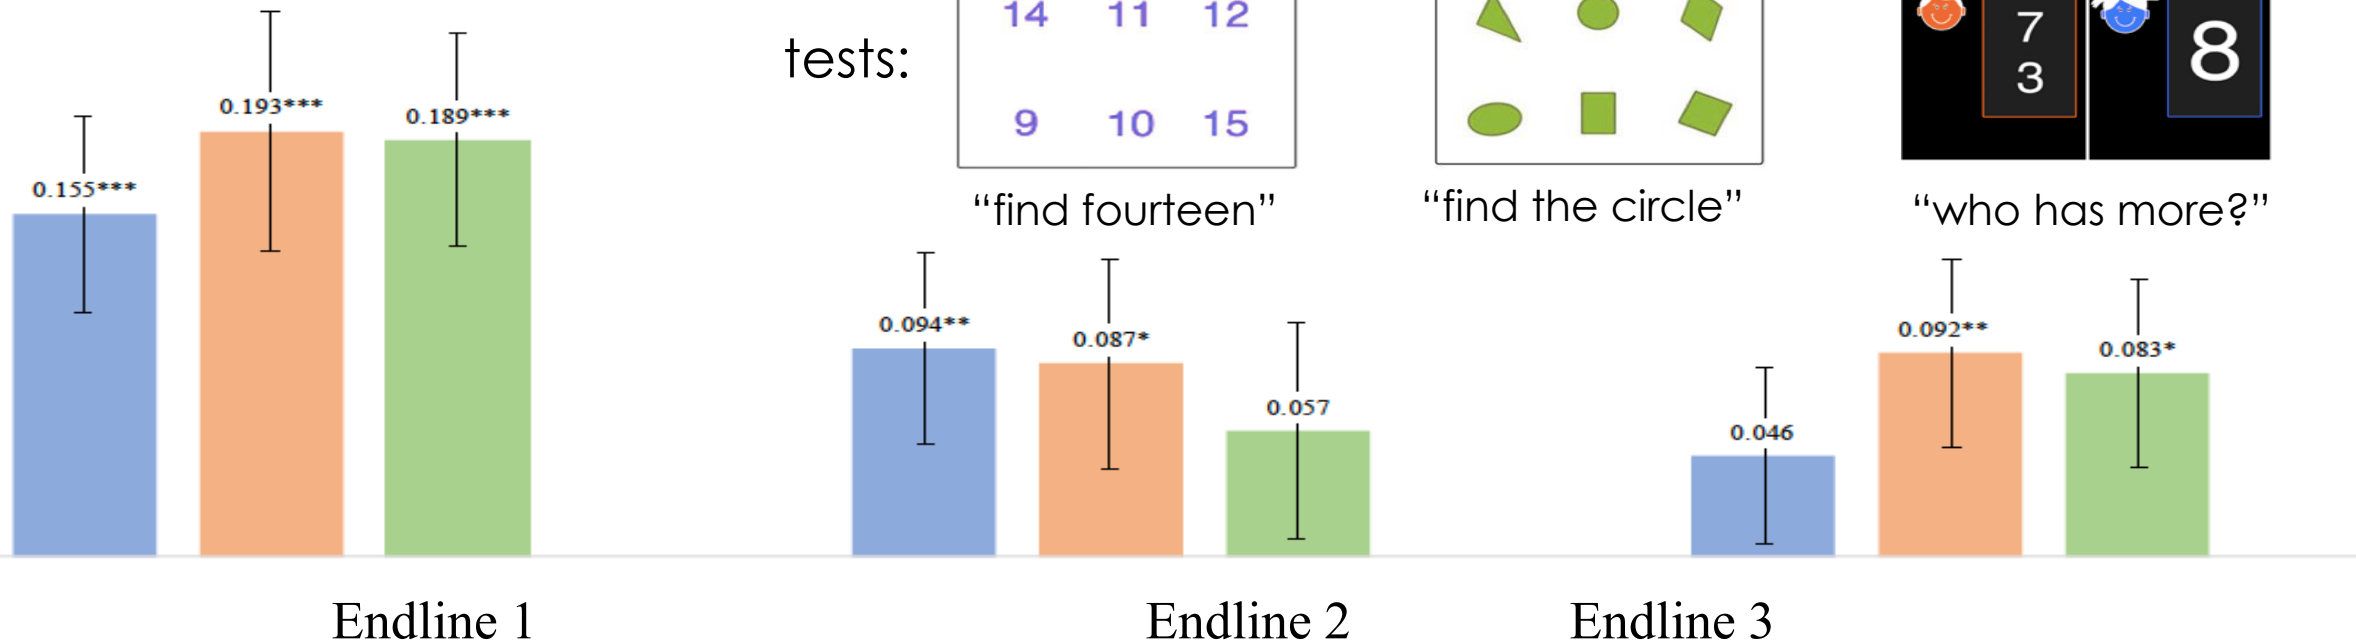 14 11 12
7
8
tests:
3
0.193***
0.189***
9 10 15
0.155***
“find fourteen”
“find the circle”
“who has more?”
0.094**
0.087*
0.092**
0.083*
0.057
0.046
Endline 1
Endline 2
Endline 3